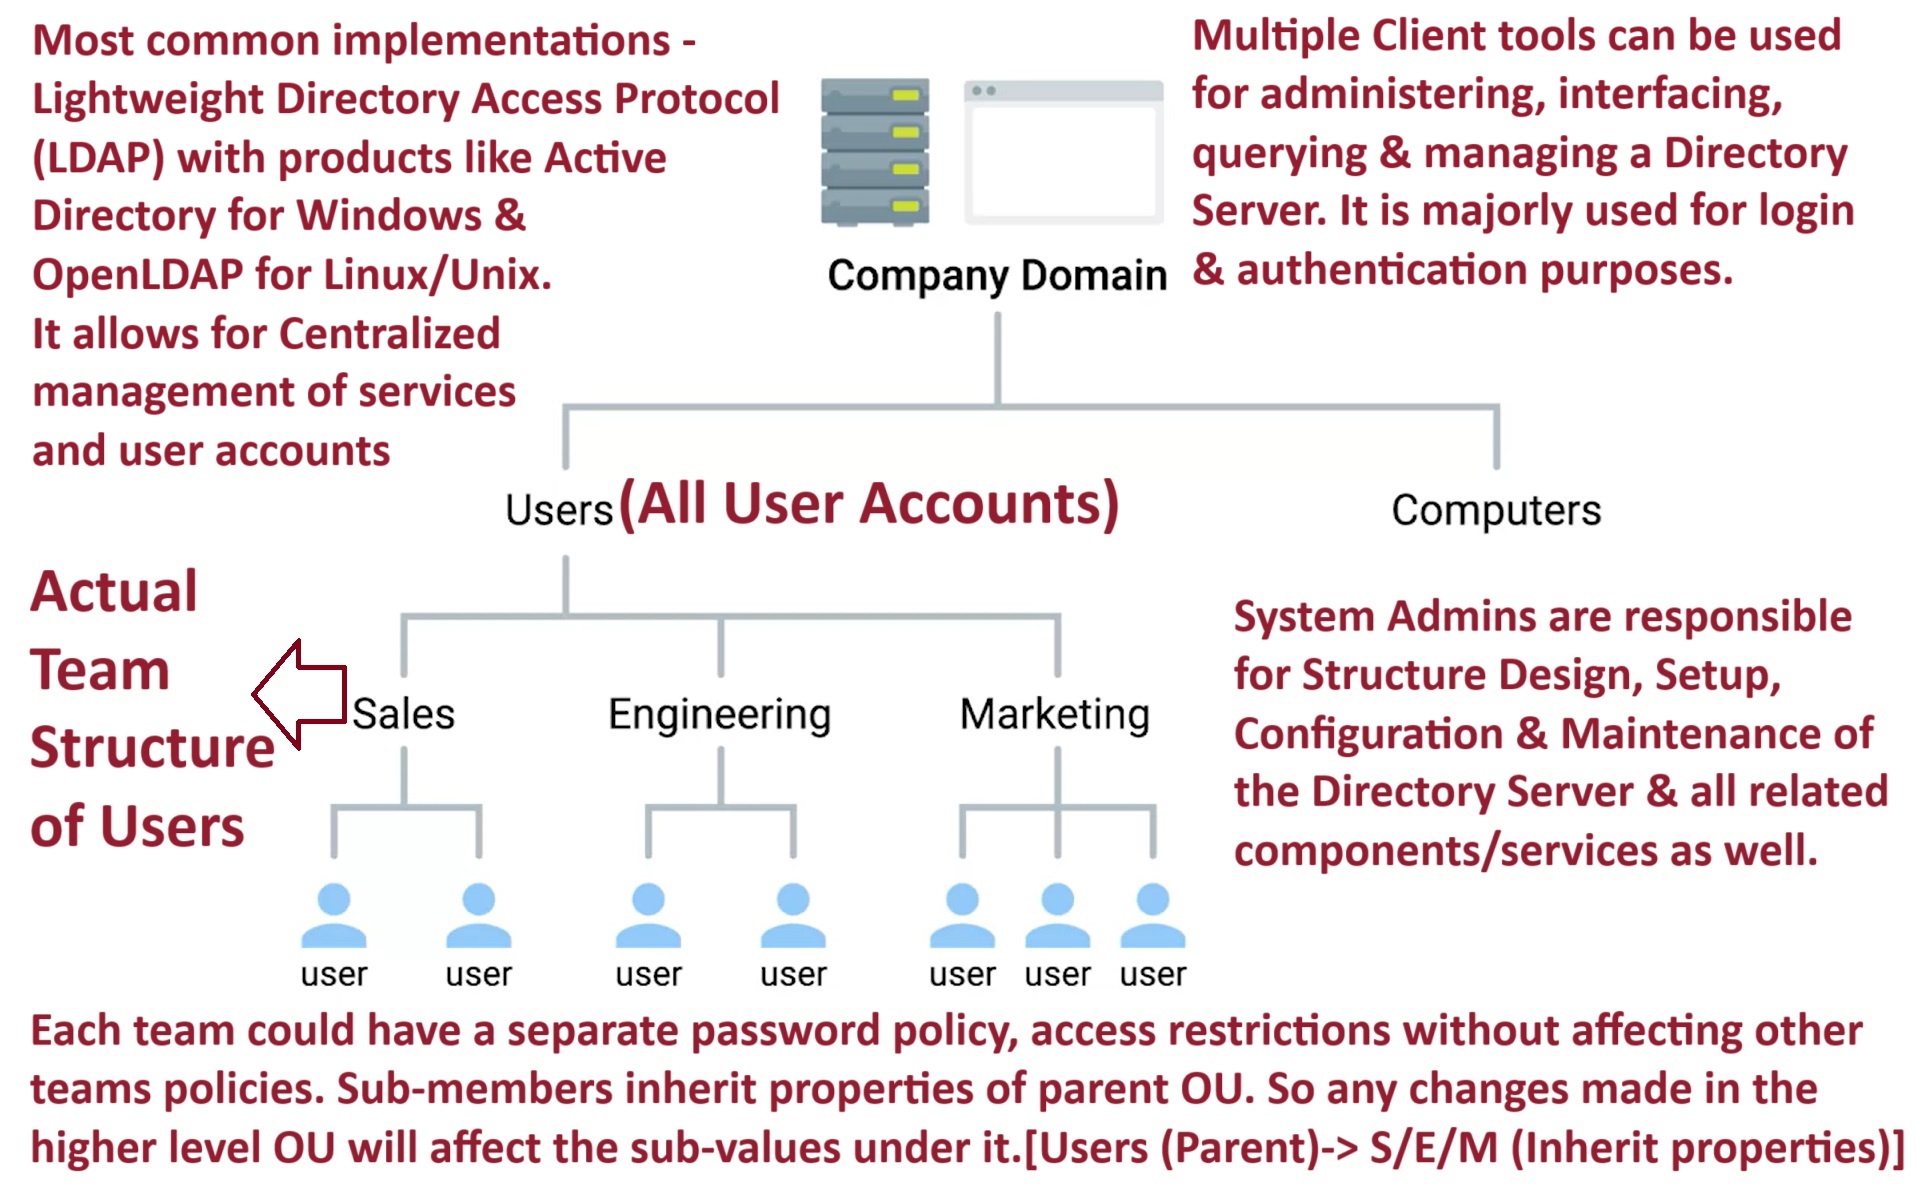 Most common implementations -
Lightweight Directory Access Protocol
(LDAP) with products like Active
Directory for Windows &
OpenLDAP for Linux/Unix.
It allows for Centralized
management of services
and user accounts
Multiple Client tools can be used
for administering, interfacing,
querying & managing a Directory
Server. It is majorly used for login
& authentication purposes.
Company Domain
Users (All User Accounts)
Computers
Actual
Team
Structure
of Users
Sales
Engineering
Marketing
System Admins are responsible
for Structure Design, Setup,
Configuration & Maintenance of
the Directory Server & all related
components/services as well.
user user user user user user user
Each team could have a separate password policy, access restrictions without affecting other
teams policies. Sub-members inherit properties of parent OU. So any changes made in the
higher level OU will affect the sub-values under it.[Users (Parent)-> S/E/M (Inherit properties)]